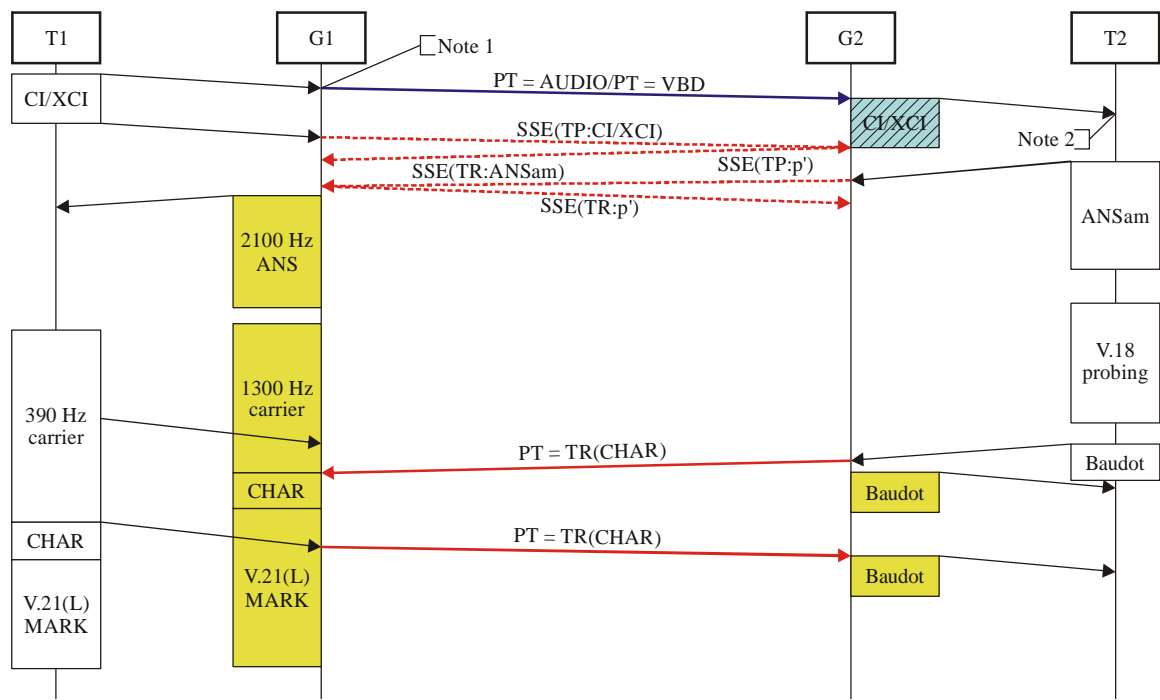 T1
G1
G2
T2
Note 1
PT = AUDIO/PT = VBD
CI/XCI
CI/XCI
SSE(TP:CI/XCI)
Note 2
SSE(TR:ANSam)
SSE(TP:p')
SSE(TR:p')
ANSam
2100 Hz
ANS
V.18
probing
1300 Hz
carrier
390 Hz
carrier
PT = TR(CHAR)
Baudot
CHAR
Baudot
CHAR
PT = TR(CHAR)
V.21(L)
MARK
Baudot
V.21(L)
MARK